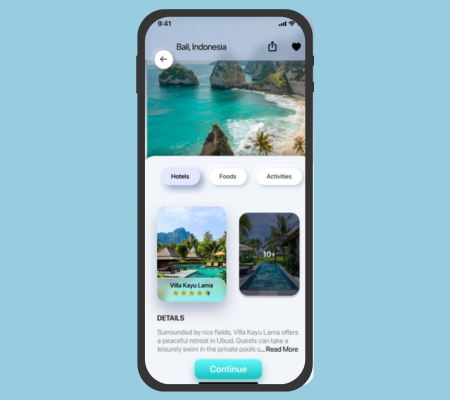 9:41
Bali, Indonesia
Hotels Foods Activities
10+
Villa Kayu Lama
DETAILS
Surrounded by rice fields, Villa Kayu Lama offers
a peaceful retreat in Ubud. Guests can take a
leisurely swim in the private pools o... Read More
Continue